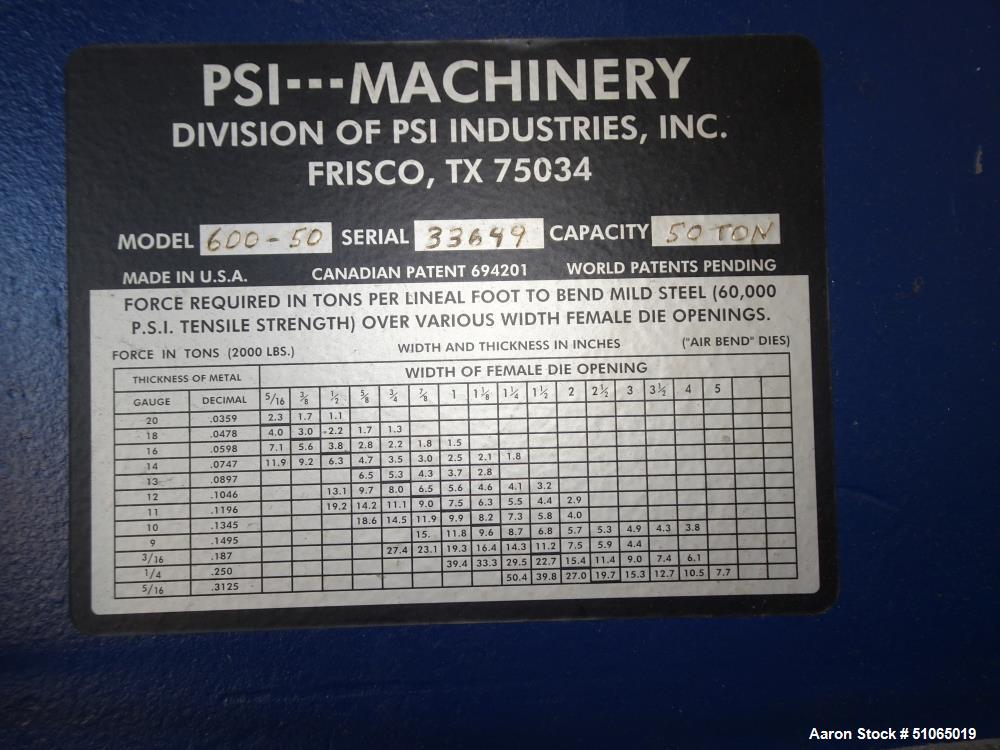 PSI---MACHINERY
DIVISION OF PSI INDUSTRIES, INC.
FRISCO, TX 75034
MODEL 600-50 SERIAL 33649 CAPACITY 50 TON
MADE IN U.S.A. CANADIAN PATENT 694201 WORLD PATENTS PENDING
FORCE REQUIRED IN TONS PER LINEAL FOOT TO BEND MILD STEEL (60,000
P.S.I. TENSILE STRENGTH) OVER VARIOUS WIDTH FEMALE DIE OPENINGS.
FORCE IN TONS (2000 LBS.) WIDTH AND THICKNESS IN INCHES ("AIR BEND" DIES)
THICKNESS OF METAL WIDTH OF FEMALE DIE OPENING
GAUGE DECIMAL 5/16 3/8 1/2 5/8 3/4 7/8 1 1 1/8 1 1/4 1 1/2 2 2 1/2 3 3 1/2 4 5
20 .0359 2.3 1.7 1.1
18 .0478 4.0 3.0 2.2 1.7 1.3
16 .0598 7.1 5.6 3.8 2.8 2.2 1.8 1.5
14 .0747 11.9 9.2 6.3 4.7 3.5 3.0 2.5 2.1 1.8
13 .0897 6.5 5.3 4.3 3.7 2.8
12 .1046 13.1 9.7 8.0 6.5 5.6 4.6 4.1 3.2
11 .1196 19.2 14.2 11.1 9.0 7.5 6.3 5.5 4.4 2.9
10 .1345 18.6 14.5 11.9 9.9 8.2 7.3 5.8 4.0
9 .1495 15. 11.8 9.6 8.7 6.8 5.7 5.3 4.9 4.3 3.8
3/16 .187 27.4 23.1 19.3 16.4 14.3 11.2 7.5 5.9 4.4
1/4 .250 39.4 33.3 29.5 22.7 15.4 11.4 9.0 7.4 6.1
5/16 .3125 50.4 39.8 27.0 19.7 15.3 12.7 10.5 7.7
Aaron Stock # 51065019